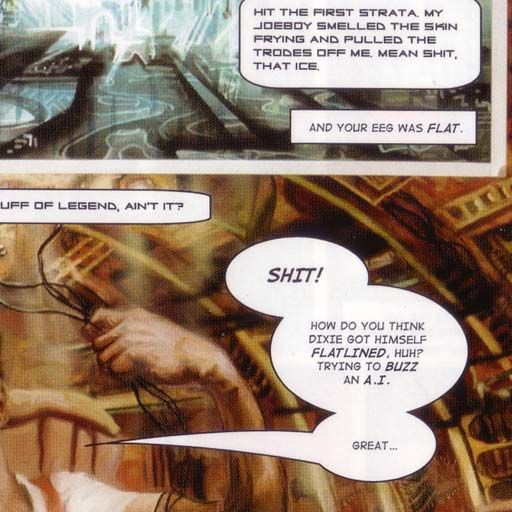 HIT THE FIRST STRATA. MY
JOEBOY SMELLED THE SKIN
FRYING AND PULLED THE
TRODES OFF ME. MEAN SHIT,
THAT ICE.
AND YOUR EEG WAS FLAT.
UFF OF LEGEND, AIN'T IT?
SHIT!
HOW DO YOU THINK
DIXIE GOT HIMSELF
FLATLINED, HUH?
TRYING TO BUZZ
AN A.I.
GREAT...